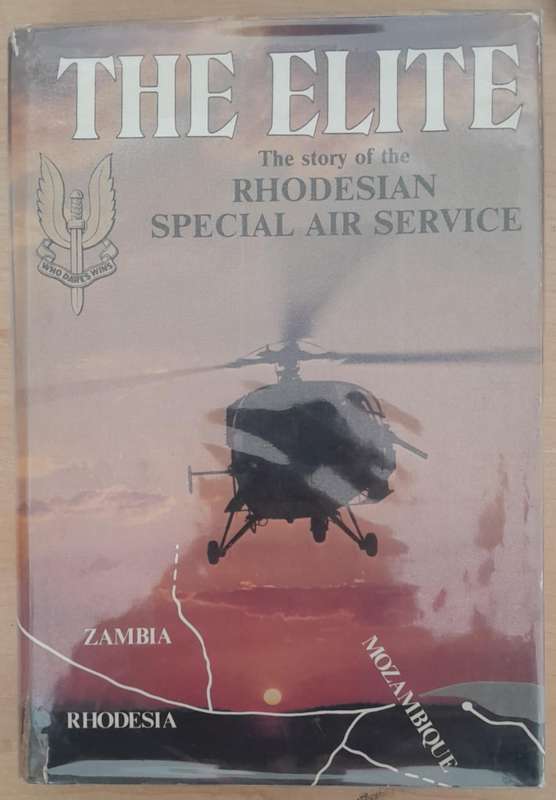 THE ELITE
The story of the
RHODESIAN
SPECIAL AIR SERVICE
WHO DARES WINS
ZAMBIA
MOZAMBIQUE
RHODESIA